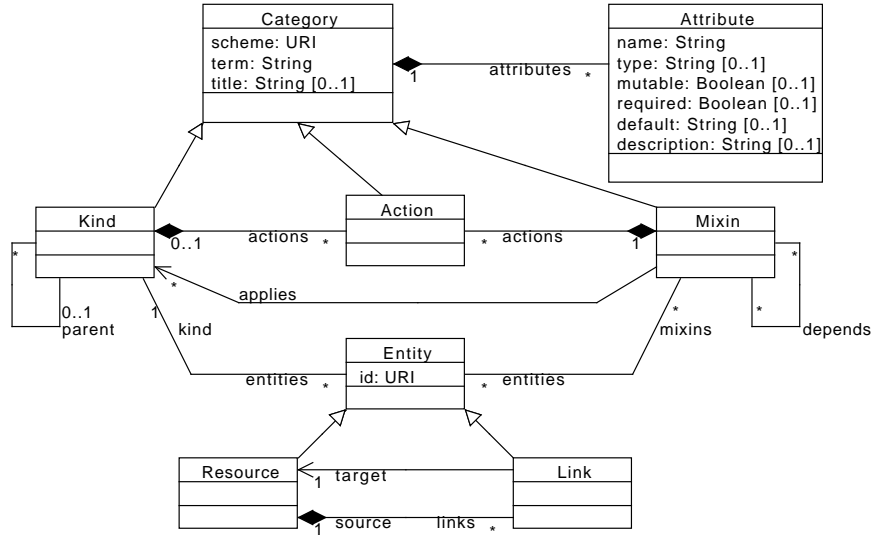 Category
scheme: URI
term: String
title: String [0..1]
Attribute
name: String
type: String [0..1]
mutable: Boolean [0..1]
required: Boolean [0..1]
default: String [0..1]
description: String [0..1]
1
attributes
*
Kind
Action
Mixin
0..1
actions
*
*
actions
1
*
0..1
parent
*
applies
*
*
depends
1
kind
*
mixins
Entity
id: URI
entities
*
*
entities
Resource
Link
1
target
1
source
links
*